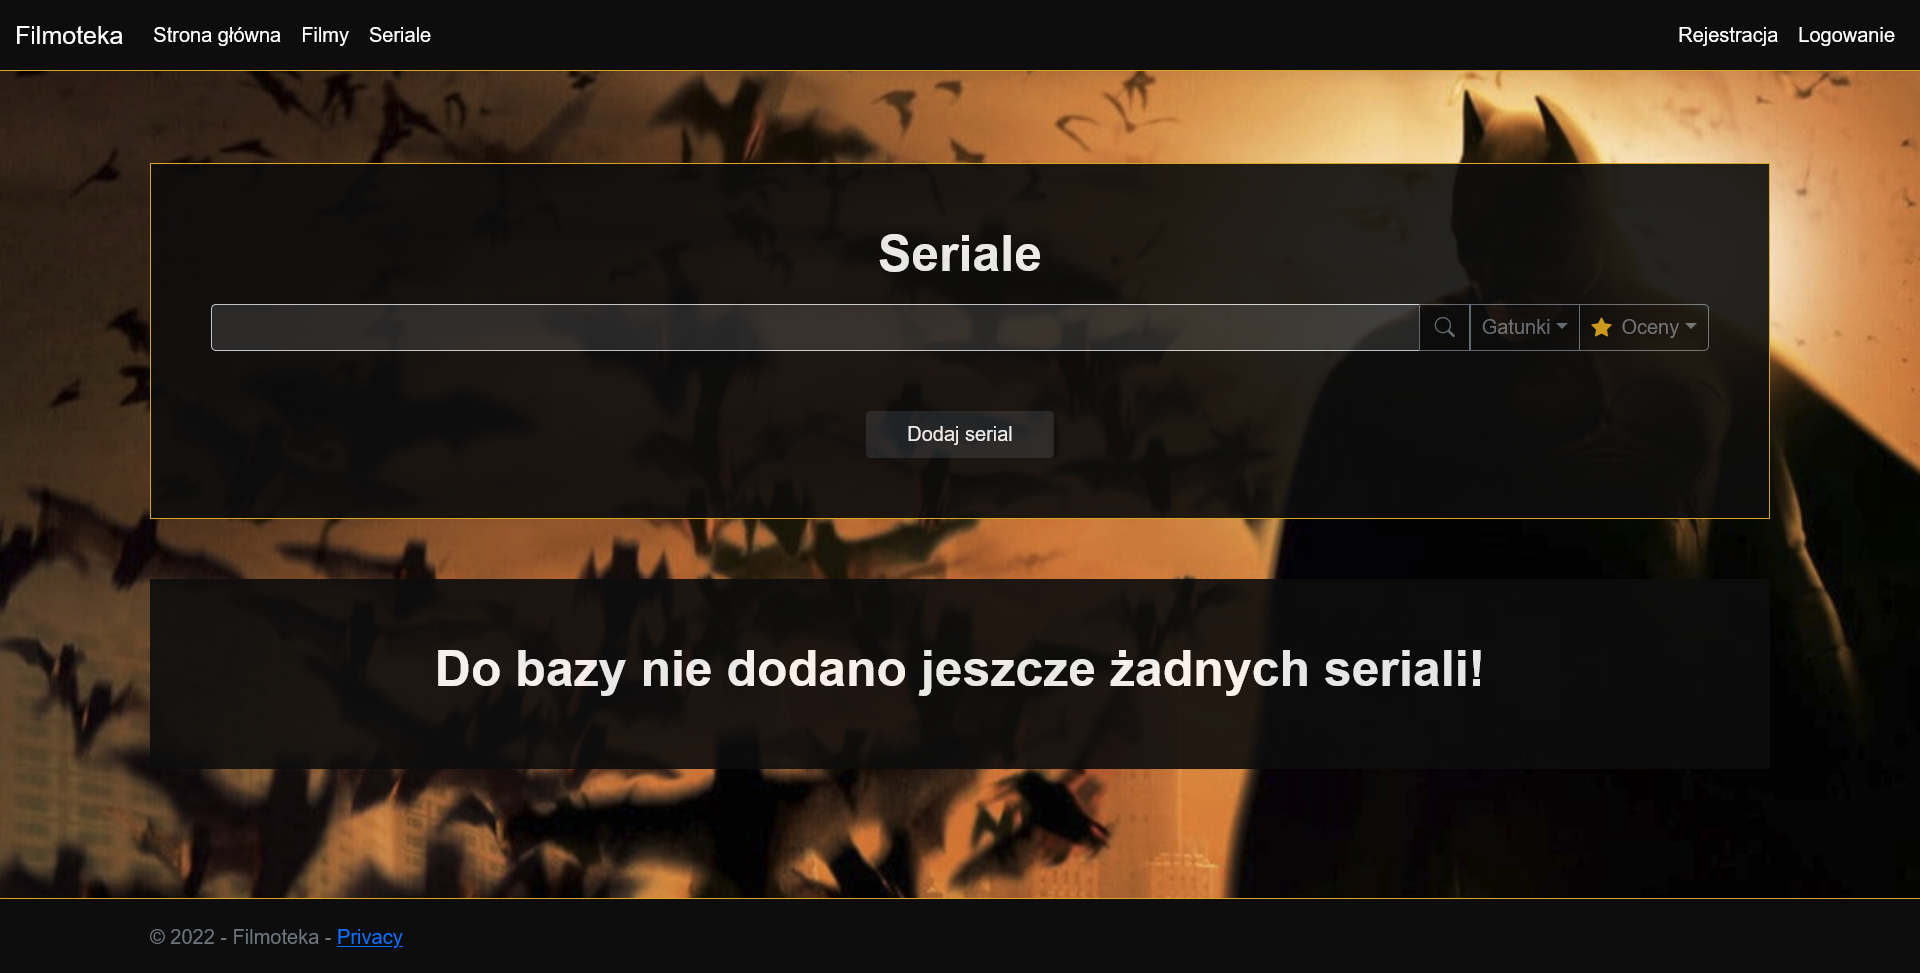 Filmoteka Strona główna Filmy Seriale Rejestracja Logowanie
Seriale
Gatunki Oceny
Dodaj serial
Do bazy nie dodano jeszcze żadnych seriali!
© 2022 - Filmoteka - Privacy